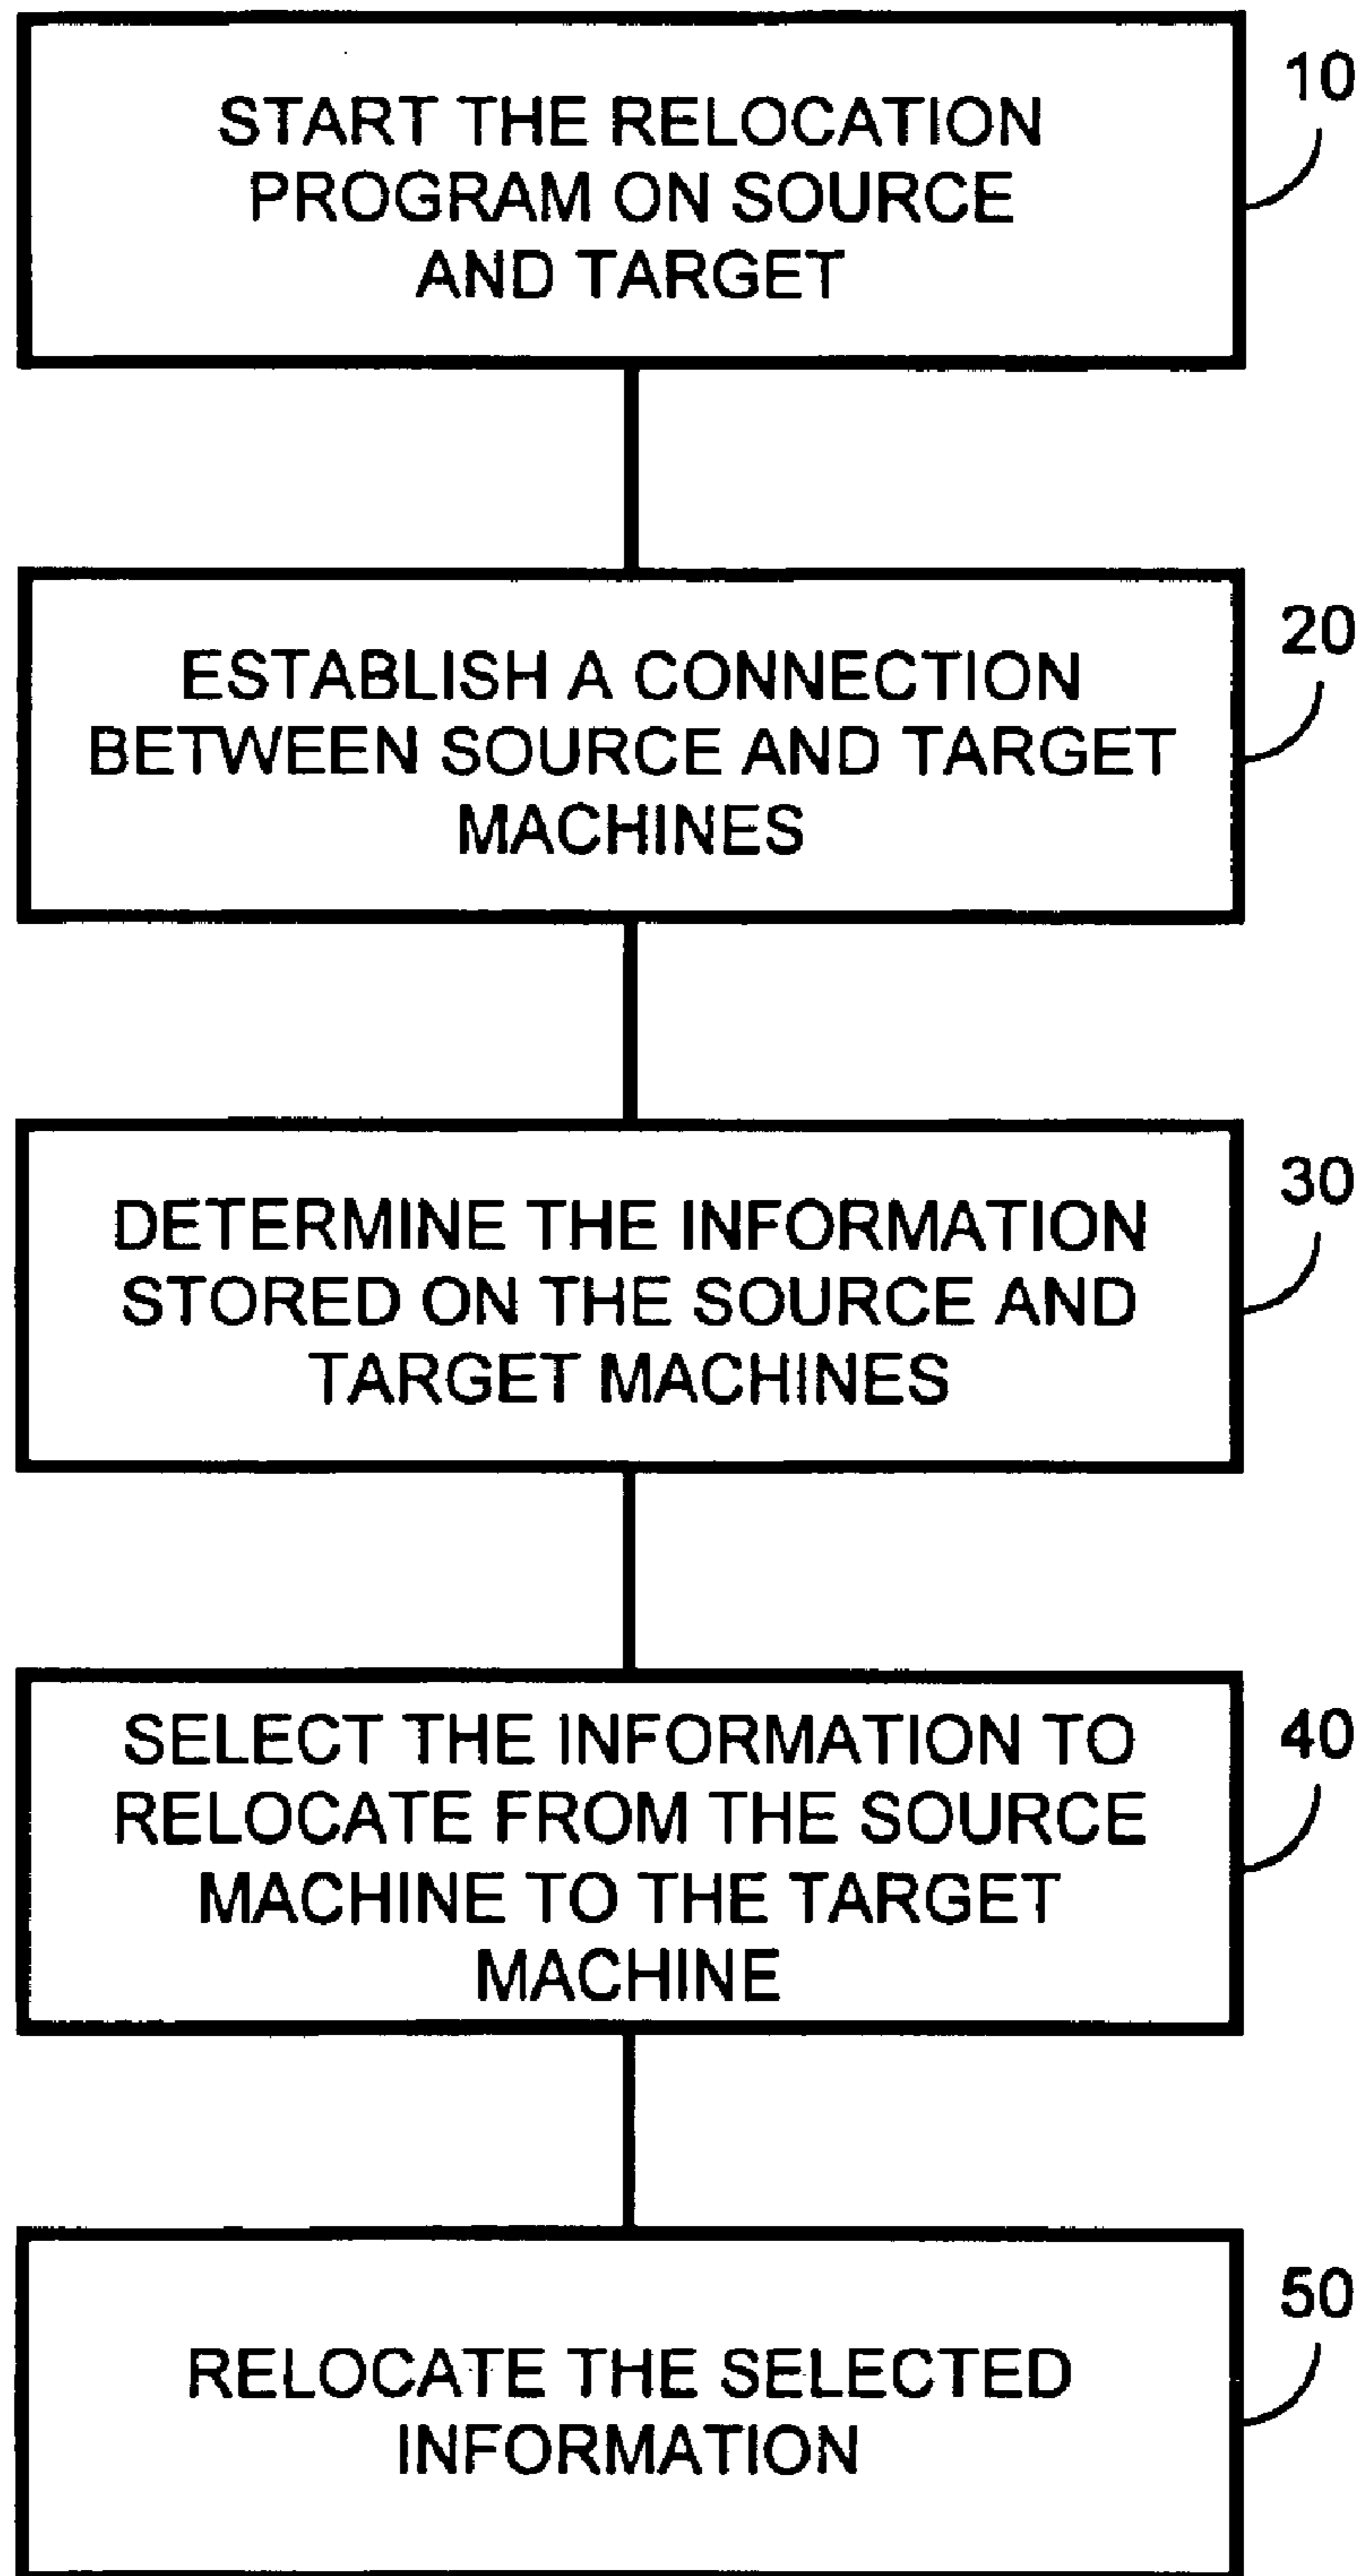 START THE RELOCATION
PROGRAM ON SOURCE
AND TARGET
10
ESTABLISH A CONNECTION
BETWEEN SOURCE AND TARGET
MACHINES
20
DETERMINE THE INFORMATION
STORED ON THE SOURCE AND
TARGET MACHINES
30
SELECT THE INFORMATION TO
RELOCATE FROM THE SOURCE
MACHINE TO THE TARGET
MACHINE
40
RELOCATE THE SELECTED
INFORMATION
50